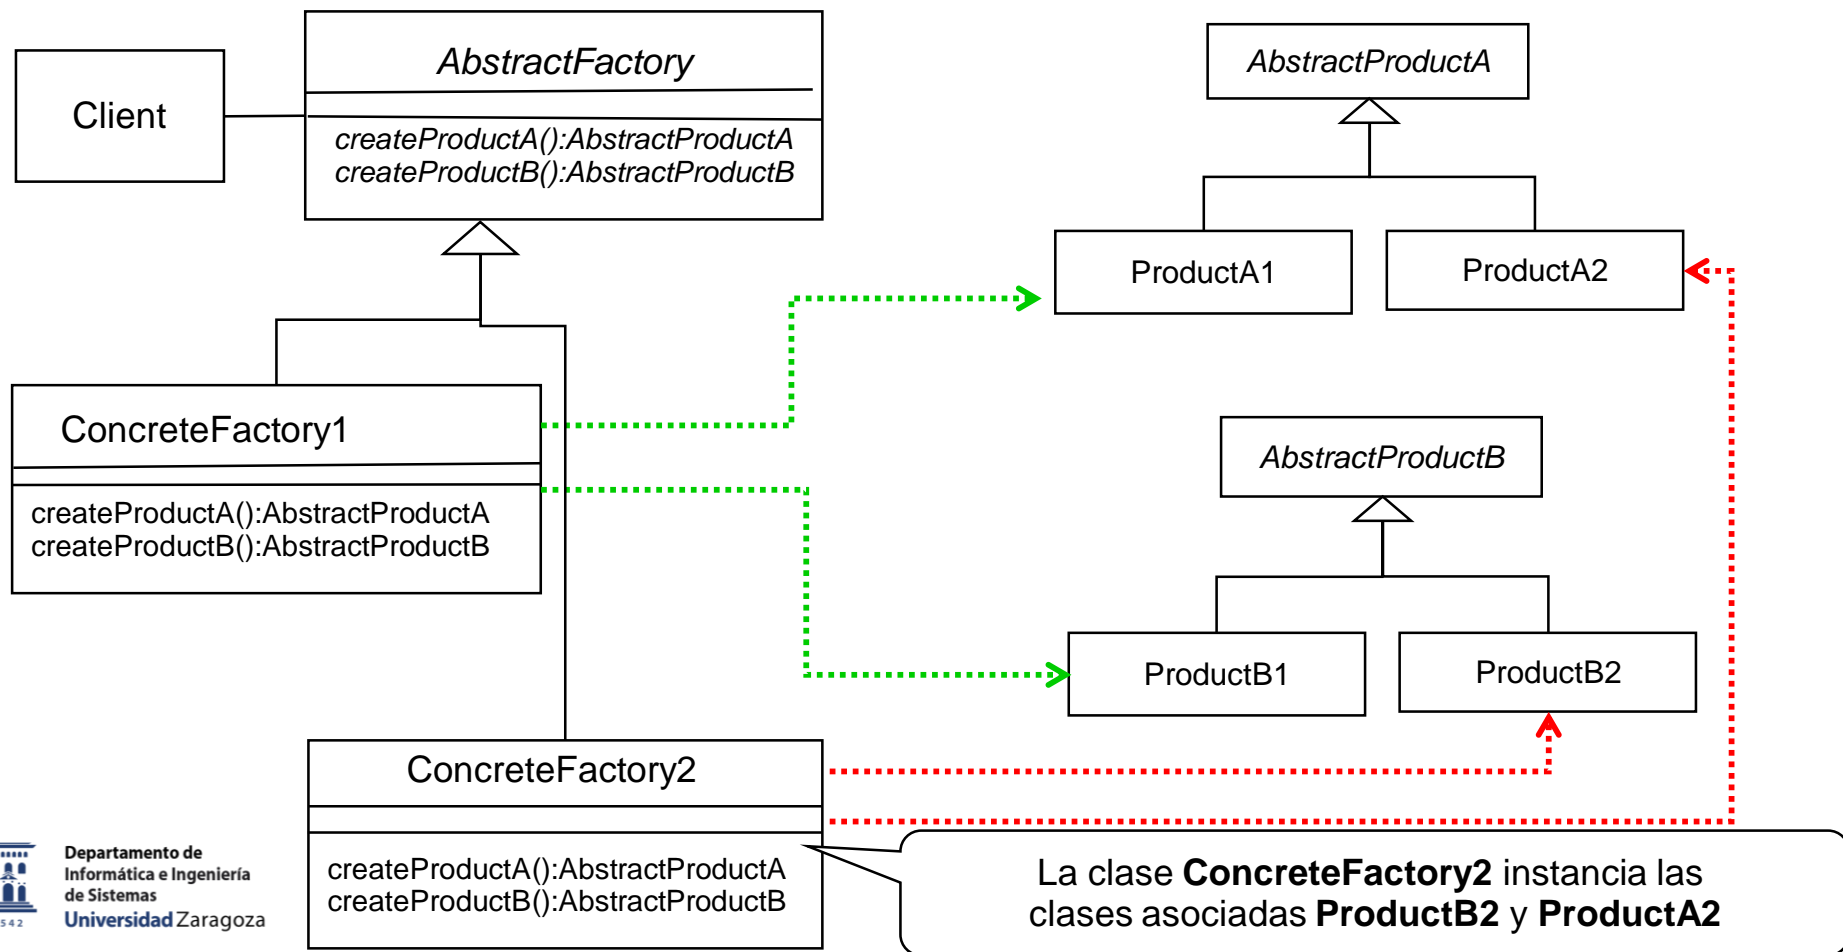 AbstractFactory
Client
createProductA():AbstractProductA
createProductB():AbstractProductB
AbstractProductA
ProductA1
ProductA2
ConcreteFactory1
createProductA():AbstractProductA
createProductB():AbstractProductB
AbstractProductB
ProductB1
ProductB2
ConcreteFactory2
createProductA():AbstractProductA
createProductB():AbstractProductB
La clase ConcreteFactory2 instancia las
clases asociadas ProductB2 y ProductA2
Departamento de
Informática e Ingeniería
de Sistemas
Universidad Zaragoza
542